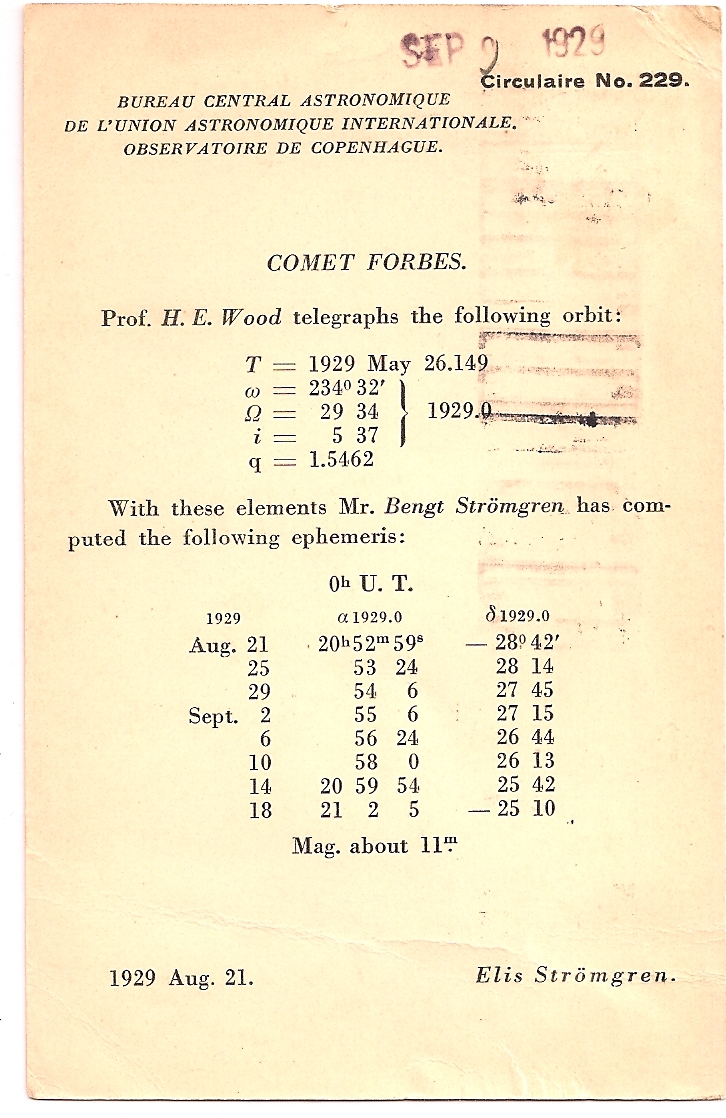 SEP 9 1929
Circulaire No. 229.
BUREAU CENTRAL ASTRONOMIQUE
DE L'UNION ASTRONOMIQUE INTERNATIONALE.
OBSERVATOIRE DE COPENHAGUE.
COMET FORBES.
Prof. H. E. Wood telegraphs the following orbit:
T = 1929 May 26.149
ω = 234° 32′
Ω = 29 34 } 1929.0
i = 5 37
q = 1.5462
With these elements Mr. Bengt Strömgren has com-
puted the following ephemeris:
0ʰ U. T.
1929 α 1929.0 δ 1929.0
Aug. 21 20ʰ 52ᵐ 59ˢ — 28° 42′
25 53 24 28 14
29 54 6 27 45
Sept. 2 55 6 27 15
6 56 24 26 44
10 58 0 26 13
14 20 59 54 25 42
18 21 2 5 — 25 10
Mag. about 11ᵐ.
1929 Aug. 21. Elis Strömgren.